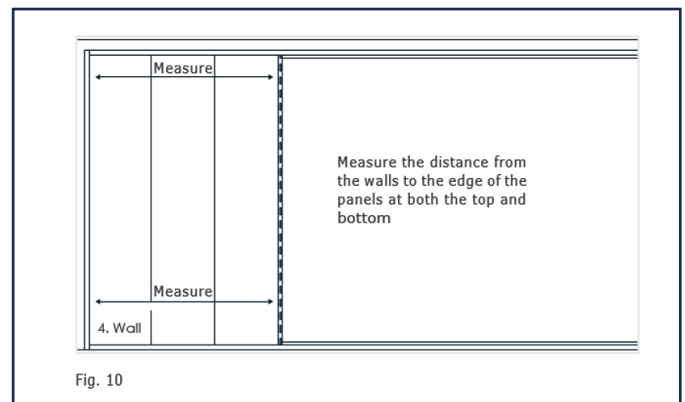 Measure
Measure the distance from
the walls to the edge of the
panels at both the top and
bottom
Measure
4. Wall
Fig. 10